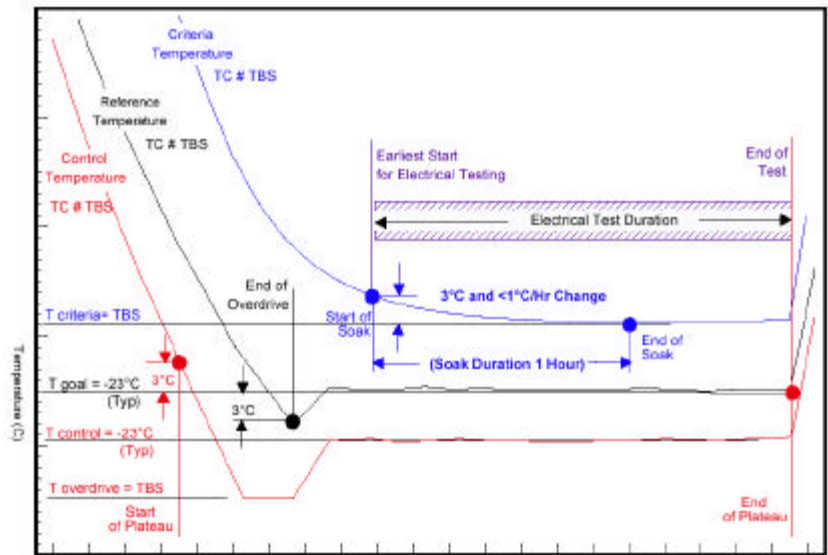 Criteria
Temperature
TC # TBS
Reference
Temperature
TC # TBS
Control
Temperature
TC # TBS
Earliest Start
for Electrical Testing
End of
Test
Electrical Test Duration
End of
Overdrive
3°C and <1°C/Hr Change
T criteria= TBS
Start of
Soak
End of
Soak
(Soak Duration 1 Hour)
3°C
T goal = -23°C
(Typ)
3°C
T control = -23°C
(Typ)
T overdrive = TBS
Start
of Plateau
End
of Plateau
Temperature (C)